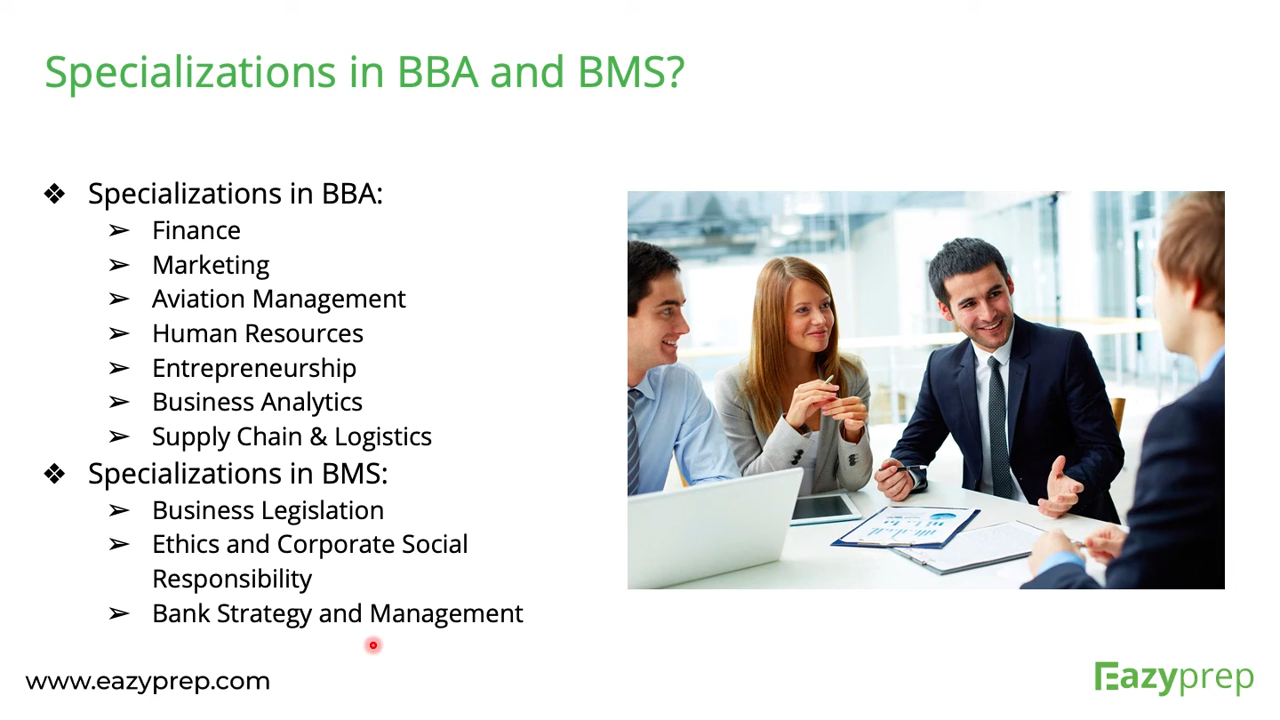 Specializations in BBA and BMS?
❖ Specializations in BBA:
➢ Finance
➢ Marketing
➢ Aviation Management
➢ Human Resources
➢ Entrepreneurship
➢ Business Analytics
➢ Supply Chain & Logistics
❖ Specializations in BMS:
➢ Business Legislation
➢ Ethics and Corporate Social
Responsibility
➢ Bank Strategy and Management
www.eazyprep.com
Eazyprep